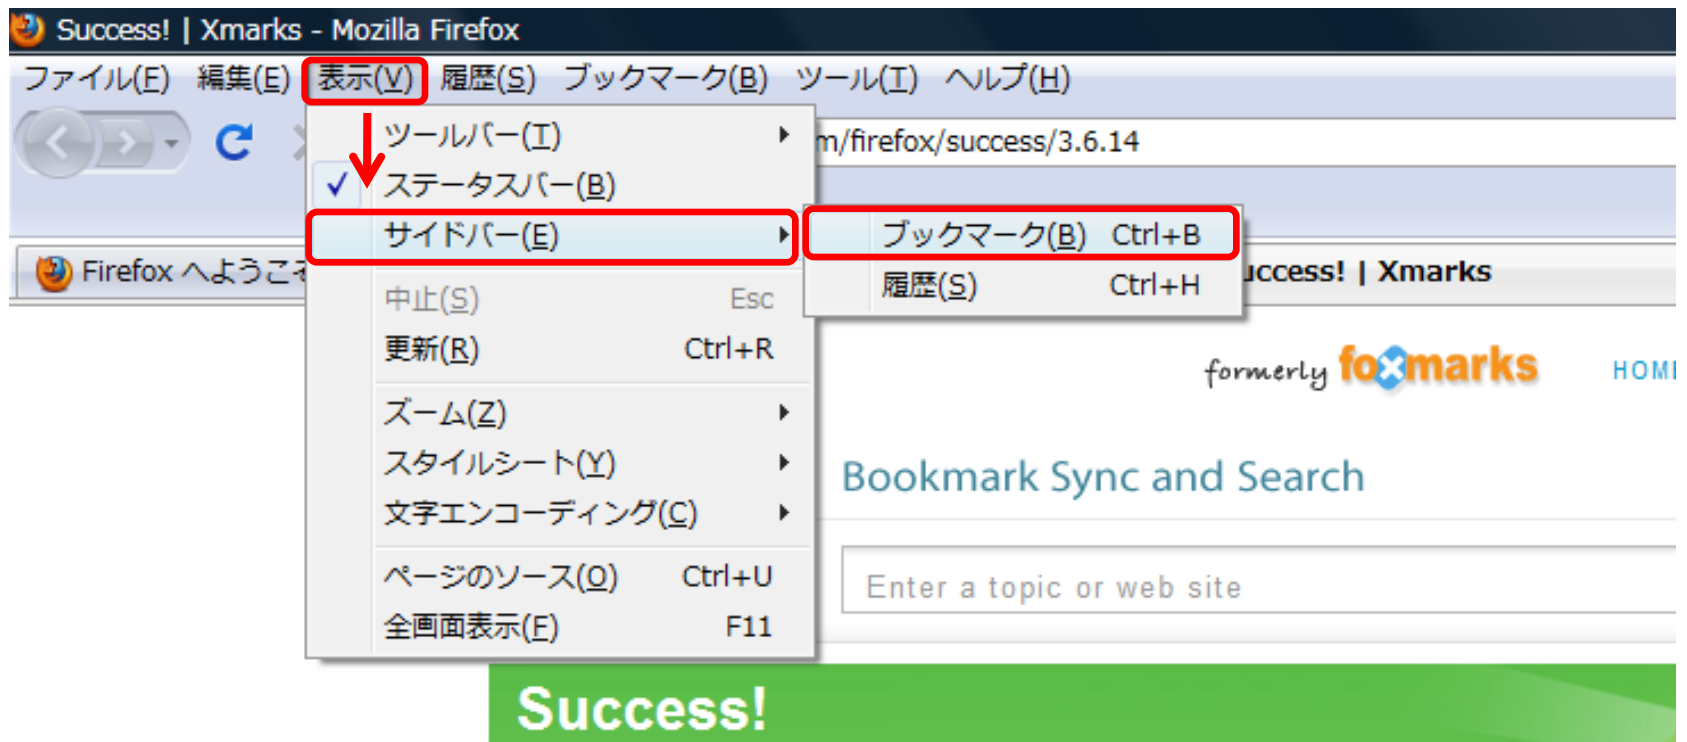 Success! | Xmarks - Mozilla Firefox
ファイル(F) 編集(E) 表示(V) 履歴(S) ブックマーク(B) ツール(T) ヘルプ(H)
m/firefox/success/3.6.14
ツールバー(T)
ステータスバー(B)
サイドバー(E)
ブックマーク(B) Ctrl+B
履歴(S) Ctrl+H
Firefox へようこそ
uccess! | Xmarks
中止(S) Esc
更新(R) Ctrl+R
formerly foxmarks
HOME
ズーム(Z)
スタイルシート(Y)
文字エンコーディング(C)
Bookmark Sync and Search
ページのソース(O) Ctrl+U
Enter a topic or web site
全画面表示(F) F11
Success!